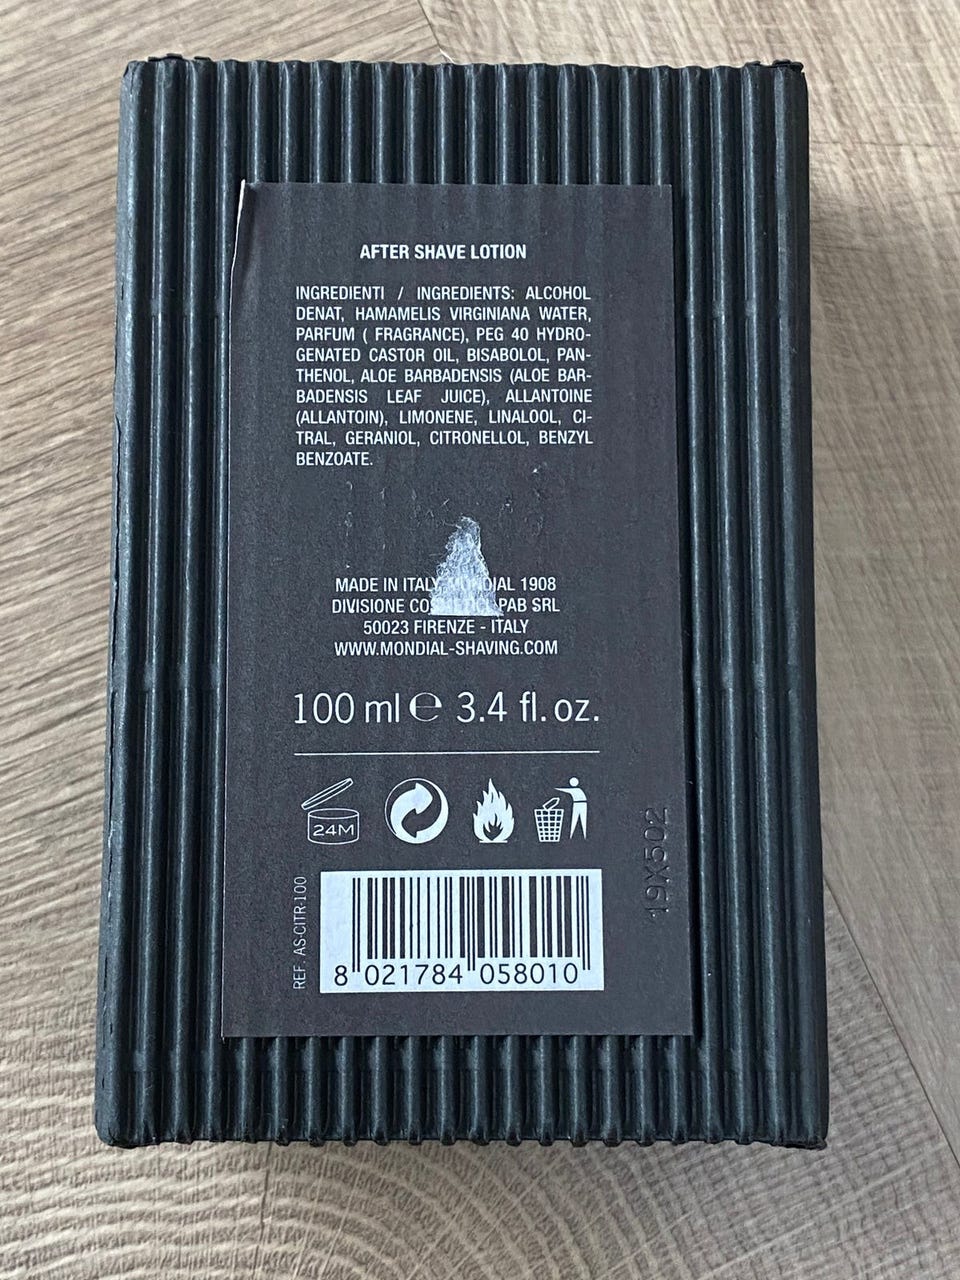 AFTER SHAVE LOTION
INGREDIENTI / INGREDIENTS: ALCOHOL
DENAT, HAMAMELIS VIRGINIANA WATER,
PARFUM ( FRAGRANCE), PEG 40 HYDRO-
GENATED CASTOR OIL, BISABOLOL, PAN-
THENOL, ALOE BARBADENSIS (ALOE BAR-
BADENSIS LEAF JUICE), ALLANTOINE
(ALLANTOIN), LIMONENE, LINALOOL, CI-
TRAL, GERANIOL, CITRONELLOL, BENZYL
BENZOATE.
MADE IN ITALY MONDIAL 1908
DIVISIONE PAB SRL
50023 FIRENZE - ITALY
WWW.MONDIAL-SHAVING.COM
100 ml ℮ 3.4 fl. oz.
24M
19X502
REF. AS-CITR-100
8 021784 058010